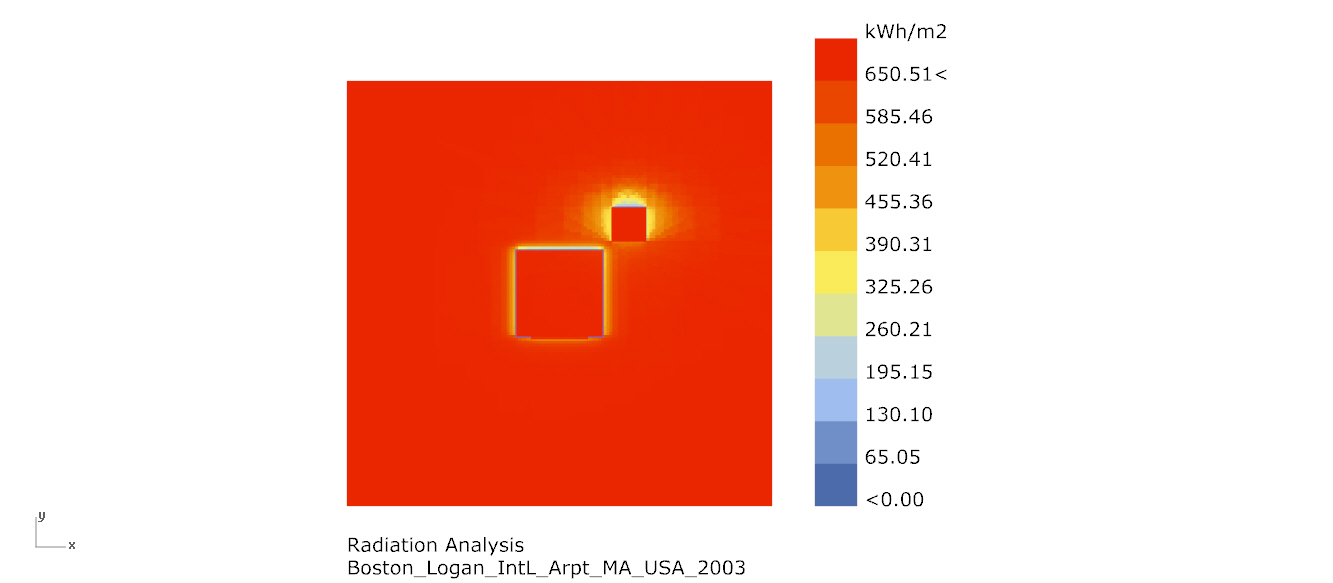 kWh/m2
650.51<
585.46
520.41
455.36
390.31
325.26
260.21
195.15
130.10
65.05
<0.00
y
x
Radiation Analysis
Boston_Logan_IntL_Arpt_MA_USA_2003